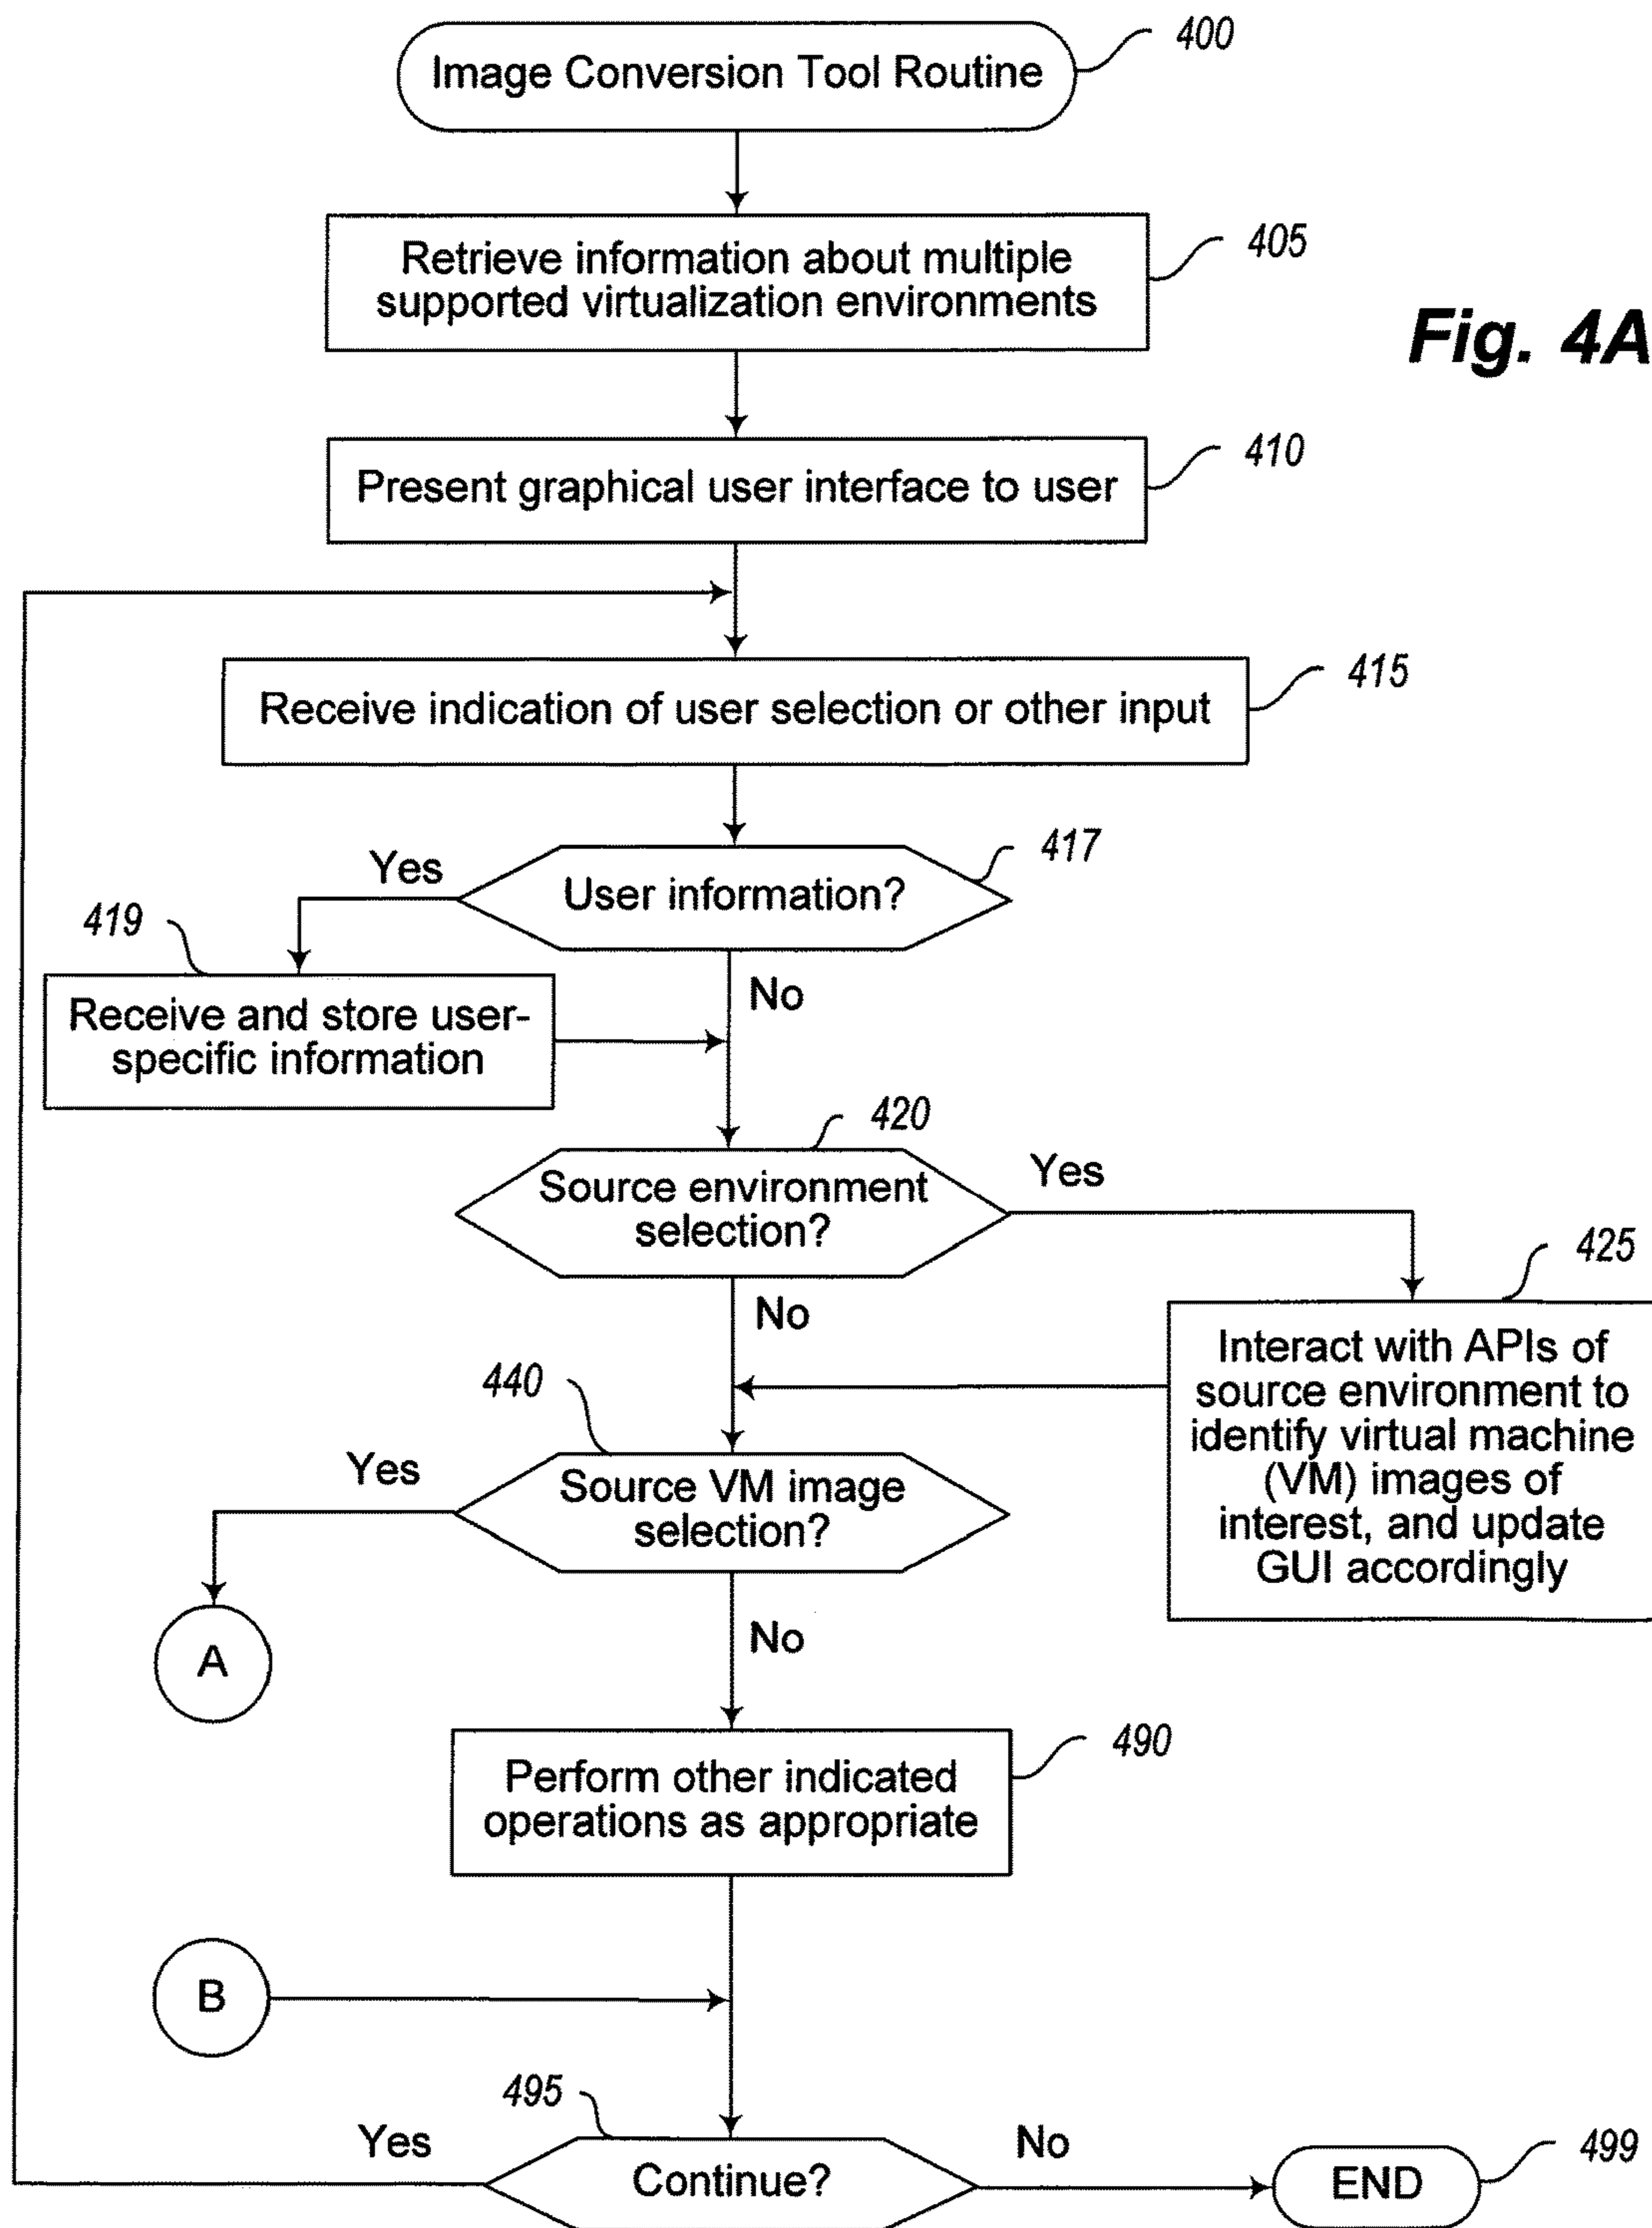 400
Image Conversion Tool Routine
405
Retrieve information about multiple
supported virtualization environments
Fig. 4A
410
Present graphical user interface to user
415
Receive indication of user selection or other input
417
Yes
User information?
419
No
Receive and store user-
specific information
420
Source environment
selection?
Yes
425
No
Interact with APIs of
source environment to
identify virtual machine
(VM) images of
interest, and update
GUI accordingly
440
Yes
Source VM image
selection?
A
No
490
Perform other indicated
operations as appropriate
B
495
Yes
Continue?
No
END
499